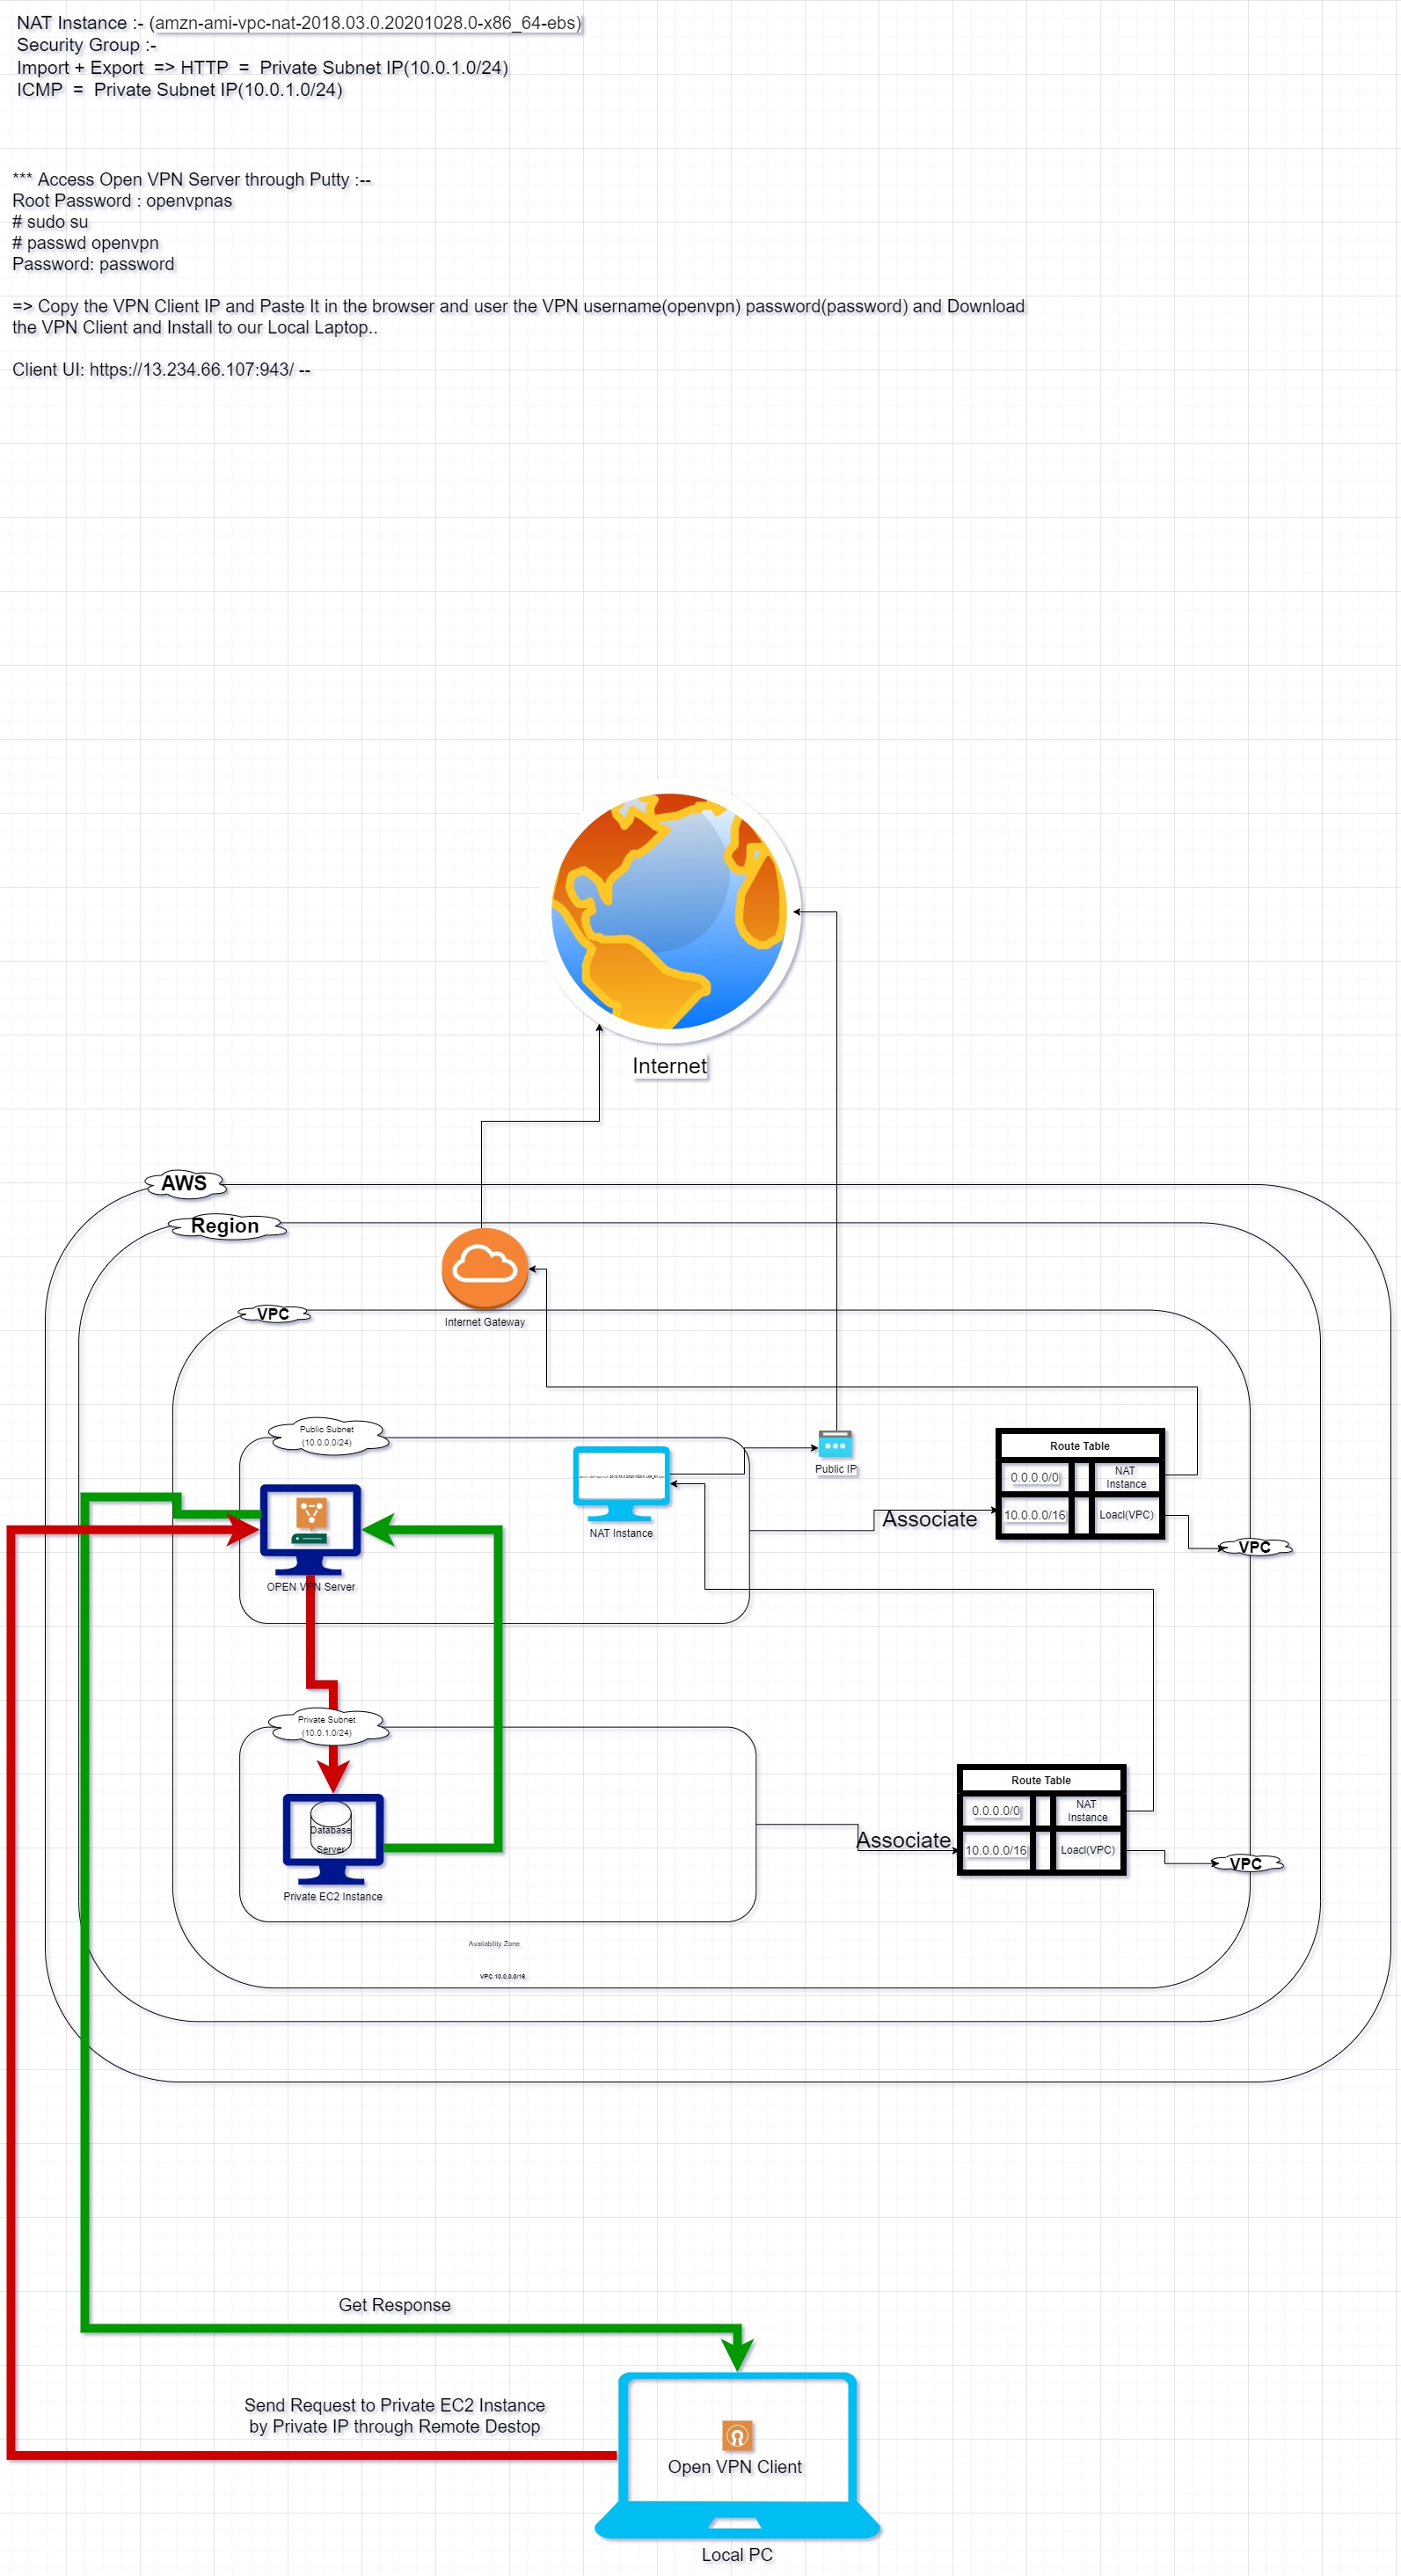 NAT Instance :- (amzn-ami-vpc-nat-2018.03.0.20201028.0-x86_64-ebs)
Security Group :-
Import + Export => HTTP = Private Subnet IP(10.0.1.0/24)
ICMP = Private Subnet IP(10.0.1.0/24)
*** Access Open VPN Server through Putty :--
Root Password : openvpnas
# sudo su
# passwd openvpn
Password: password
=> Copy the VPN Client IP and Paste It in the browser and user the VPN username(openvpn) password(password) and Download
the VPN Client and Install to our Local Laptop..
Client UI: https://13.234.66.107:943/ --
Internet
AWS
Region
Internet Gateway
VPC
Public Subnet
(10.0.0.0/24)
Public IP
Route Table
0.0.0.0/0
NAT
Instance
10.0.0.0/16
Loacl(VPC)
NAT Instance
Associate
VPC
OPEN VPN Server
Private Subnet
(10.0.1.0/24)
Route Table
0.0.0.0/0
NAT
Instance
10.0.0.0/16
Loacl(VPC)
Database
Server
Associate
VPC
Private EC2 Instance
Availability Zone
VPC 10.0.0.0/16
Get Response
Send Request to Private EC2 Instance
by Private IP through Remote Destop
Open VPN Client
Local PC